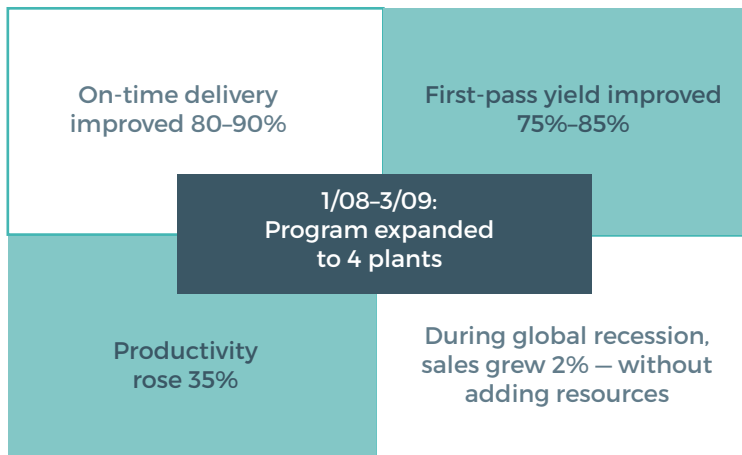 On-time delivery
improved 80–90%
First-pass yield improved
75%–85%
1/08–3/09:
Program expanded
to 4 plants
Productivity
rose 35%
During global recession,
sales grew 2% — without
adding resources